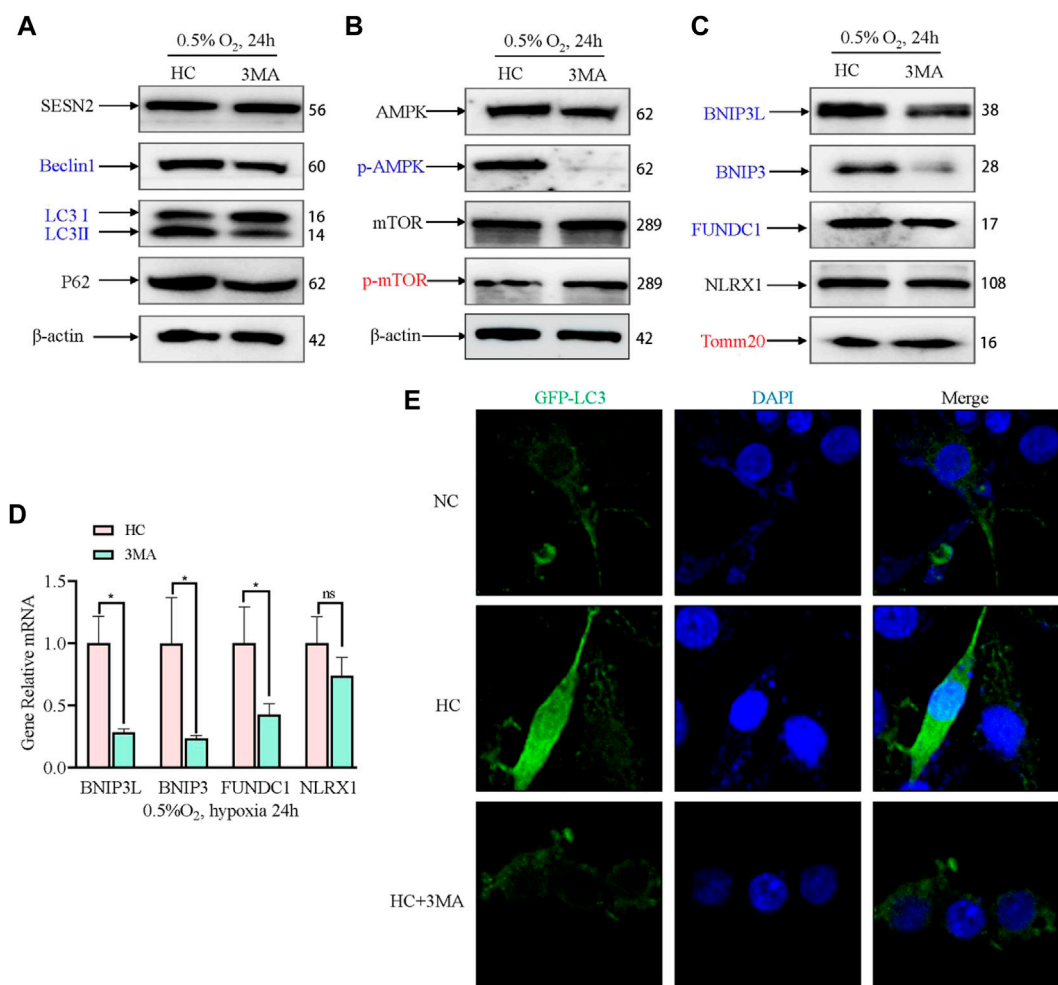 A
0.5% O2, 24h
HC 3MA
SESN2 56
Beclin1 60
LC3 I 16
LC3II 14
P62 62
β-actin 42
B
0.5% O2, 24h
HC 3MA
AMPK 62
p-AMPK 62
mTOR 289
p-mTOR 289
β-actin 42
C
0.5% O2, 24h
HC 3MA
BNIP3L 38
BNIP3 28
FUNDC1 17
NLRX1 108
Tomm20 16
D
HC
3MA
Gene Relative mRNA
1.5
1.0
0.5
0.0
* * * ns
BNIP3L BNIP3 FUNDC1 NLRX1
0.5%O2, hypoxia 24h
E
GFP-LC3 DAPI Merge
NC
HC
HC+3MA